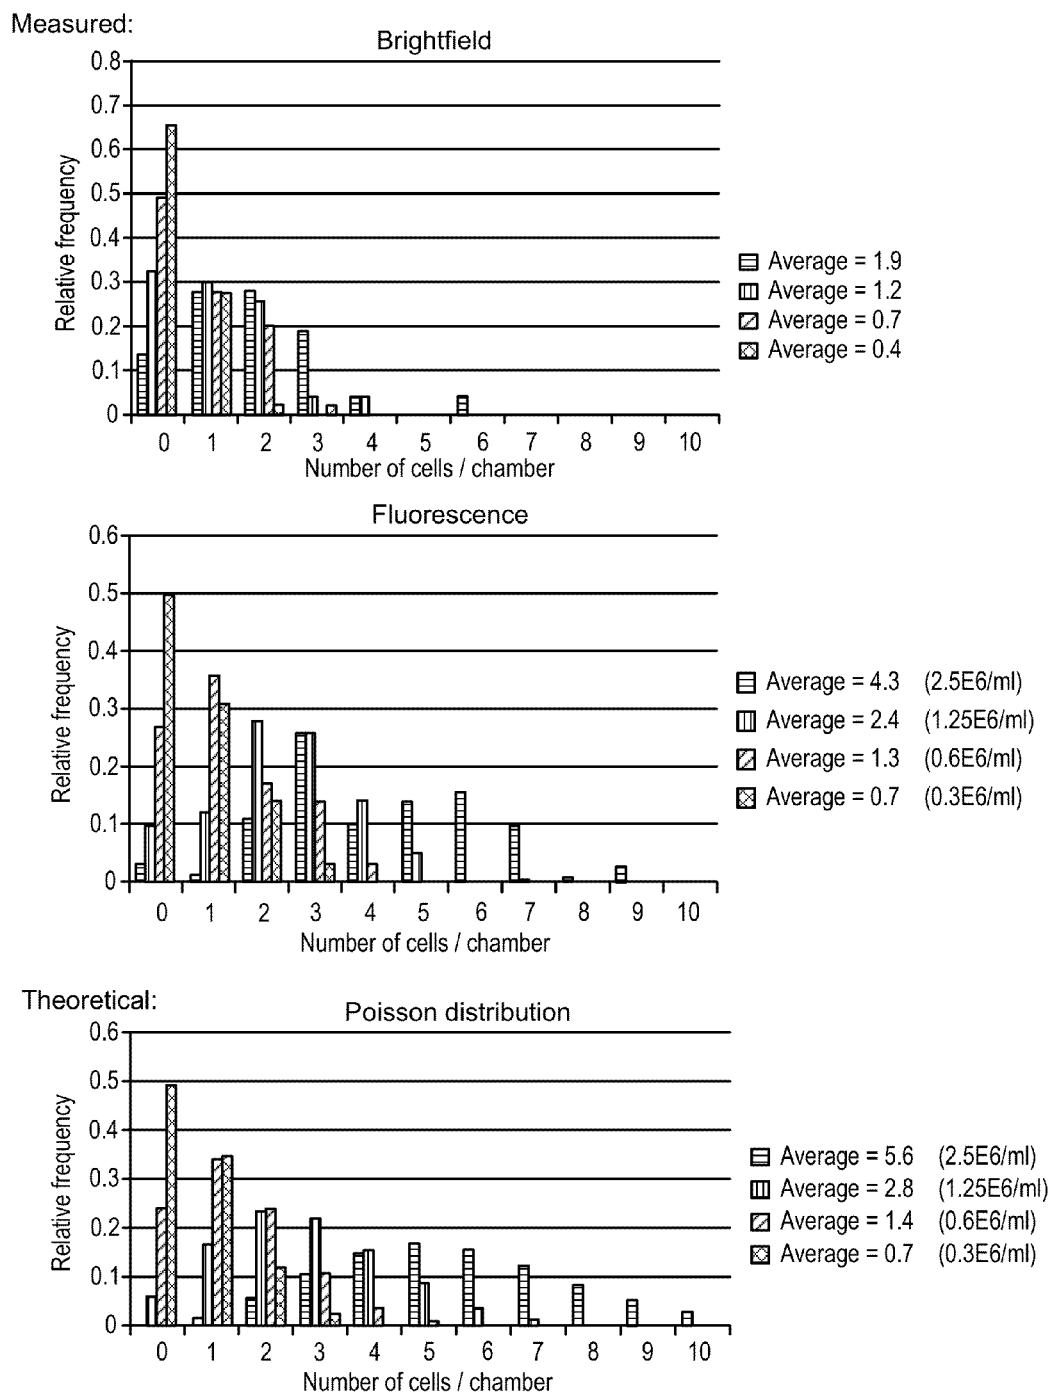 Measured:
Brightfield
0.8
0.7
0.6
0.5
0.4
0.3
0.2
0.1
0
Relative frequency
0 1 2 3 4 5 6 7 8 9 10
Number of cells / chamber
Average = 1.9
Average = 1.2
Average = 0.7
Average = 0.4
Fluorescence
0.6
0.5
0.4
0.3
0.2
0.1
0
Relative frequency
0 1 2 3 4 5 6 7 8 9 10
Number of cells / chamber
Average = 4.3 (2.5E6/ml)
Average = 2.4 (1.25E6/ml)
Average = 1.3 (0.6E6/ml)
Average = 0.7 (0.3E6/ml)
Theoretical:
Poisson distribution
0.6
0.5
0.4
0.3
0.2
0.1
0
Relative frequency
0 1 2 3 4 5 6 7 8 9 10
Number of cells / chamber
Average = 5.6 (2.5E6/ml)
Average = 2.8 (1.25E6/ml)
Average = 1.4 (0.6E6/ml)
Average = 0.7 (0.3E6/ml)